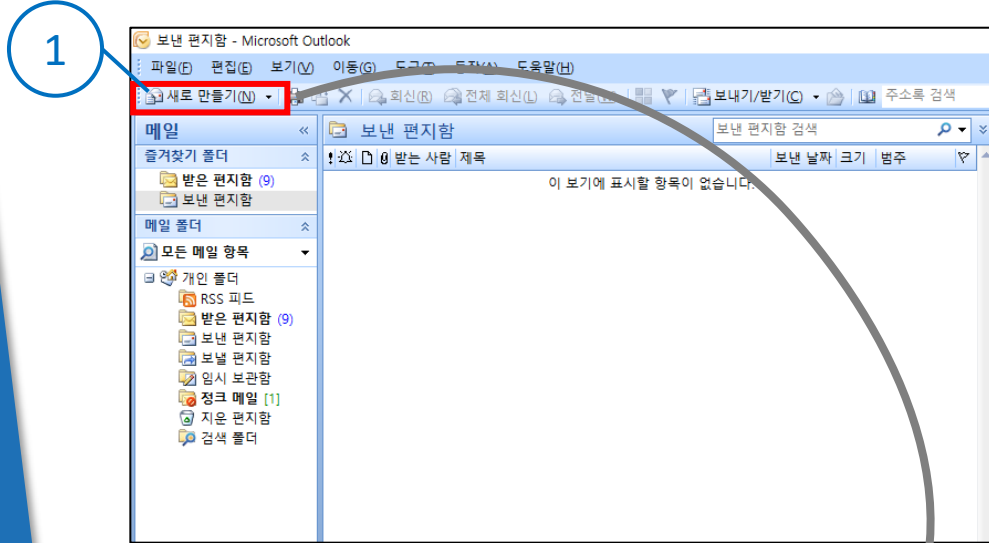 1
보낸 편지함 - Microsoft Outlook
파일(F) 편집(E) 보기(V) 이동(G) 도구(T) 동작(A) 도움말(H)
새로 만들기(N) 회신(R) 전체 회신(L) 전달(W) 보내기/받기(C) 주소록 검색
메일 보낸 편지함 보낸 편지함 검색
즐겨찾기 폴더 받는 사람 제목 보낸 날짜 크기 범주
받은 편지함 (9) 이 보기에 표시할 항목이 없습니다.
보낸 편지함
메일 폴더
모든 메일 항목
개인 폴더
RSS 피드
받은 편지함 (9)
보낸 편지함
보낼 편지함
임시 보관함
정크 메일 [1]
지운 편지함
검색 폴더